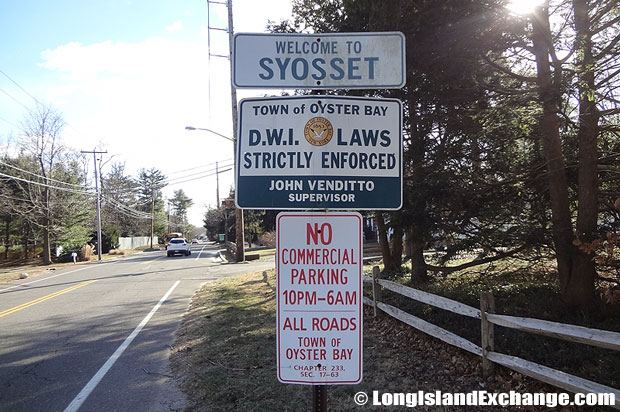 WELCOME TO
SYOSSET
TOWN OF OYSTER BAY
D.W.I. LAWS
STRICTLY ENFORCED
JOHN VENDITTO
SUPERVISOR
NO
COMMERCIAL
PARKING
10PM-6AM
ALL ROADS
TOWN OF
OYSTER BAY
CHAPTER 233,
SEC. 17-63
© LongIslandExchange.com